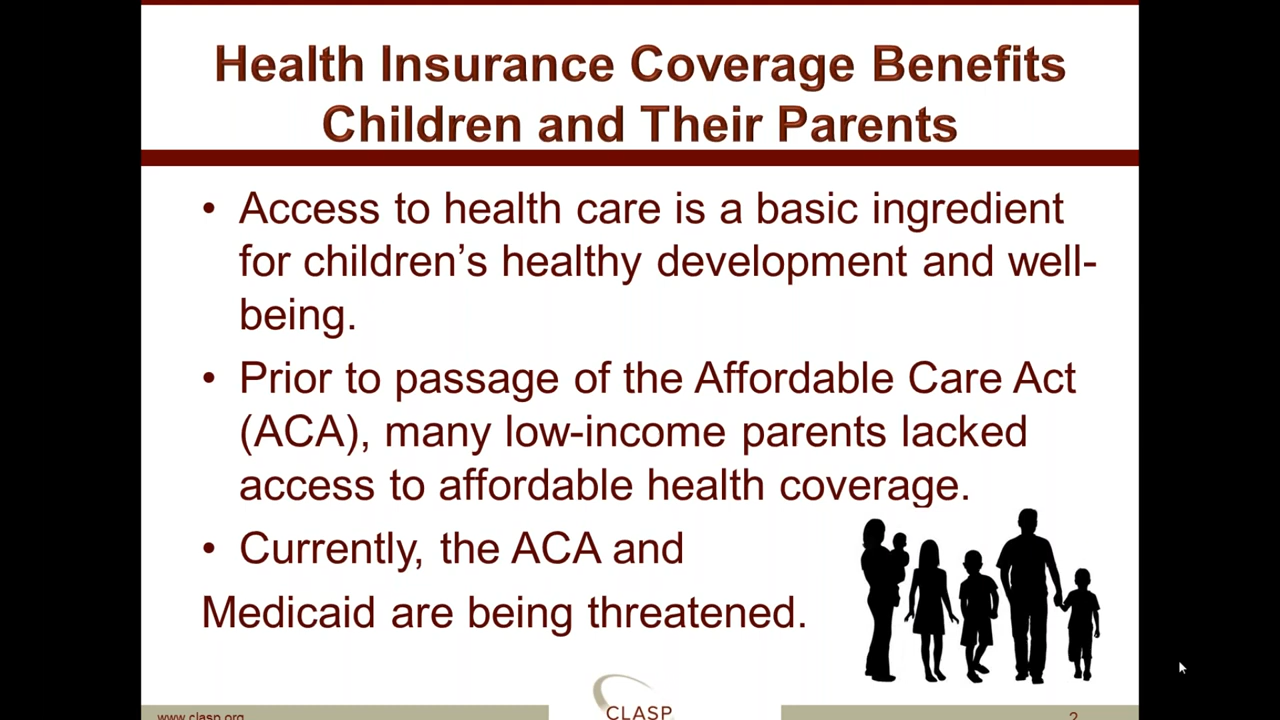 Health Insurance Coverage Benefits
Children and Their Parents
• Access to health care is a basic ingredient
for children’s healthy development and well-
being.
• Prior to passage of the Affordable Care Act
(ACA), many low-income parents lacked
access to affordable health coverage.
• Currently, the ACA and
Medicaid are being threatened.
www.clasp.org
CLASP
2